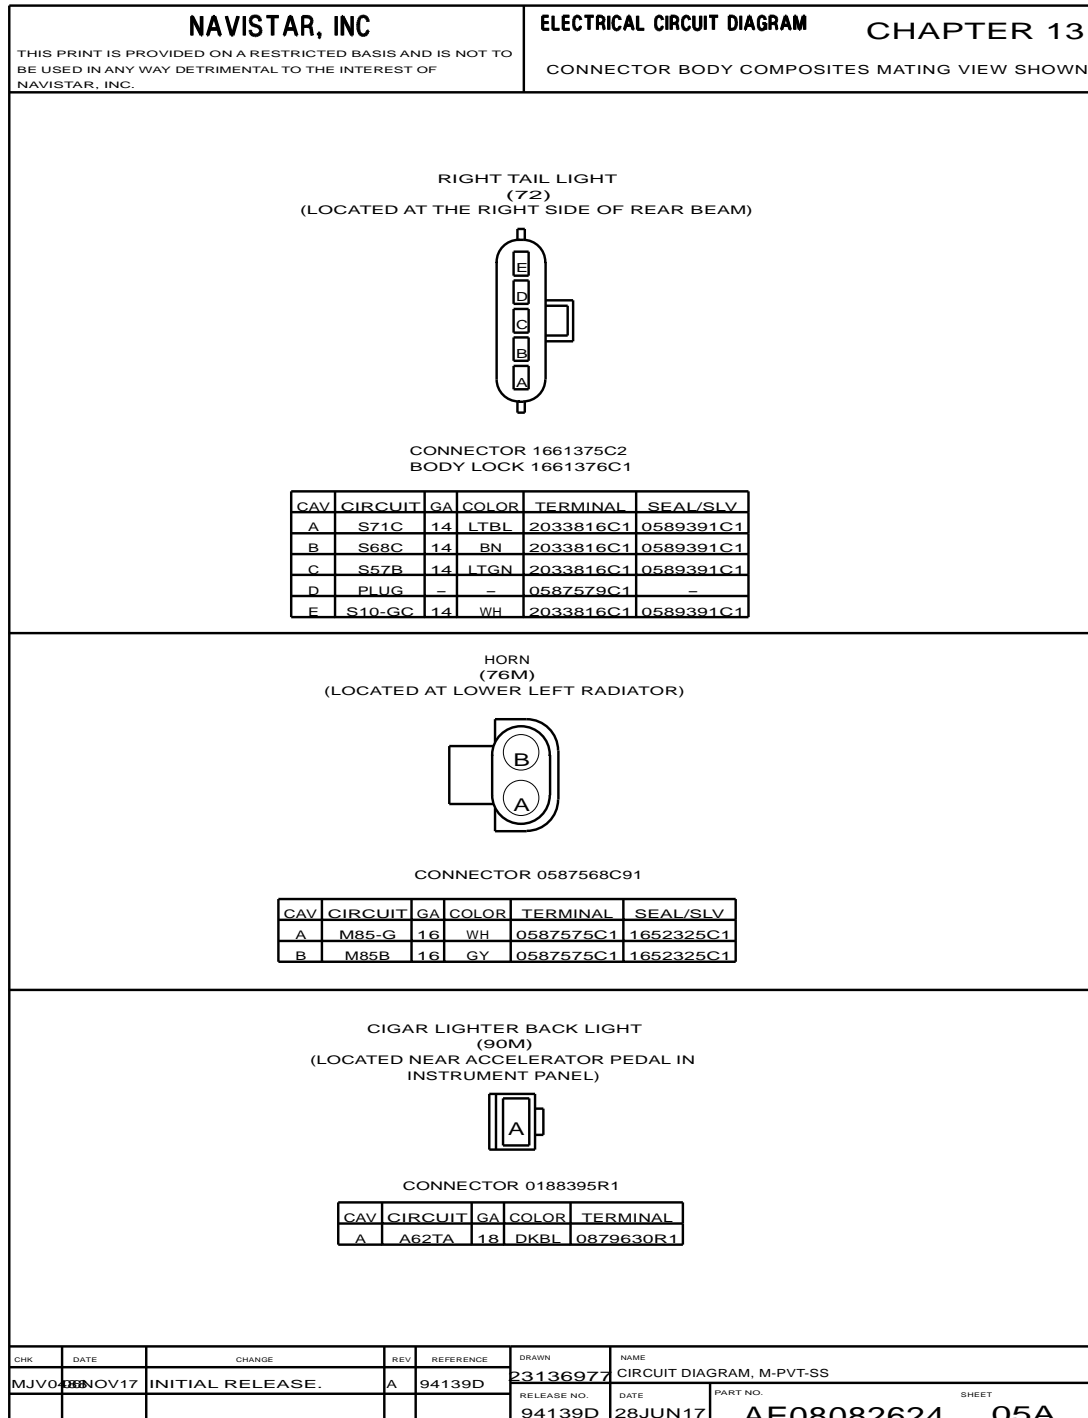 NAVISTAR, INC
THIS PRINT IS PROVIDED ON A RESTRICTED BASIS AND IS NOT TO
BE USED IN ANY WAY DETRIMENTAL TO THE INTEREST OF
NAVISTAR, INC.
ELECTRICAL CIRCUIT DIAGRAM CHAPTER 13
CONNECTOR BODY COMPOSITES MATING VIEW SHOWN
RIGHT TAIL LIGHT
(72)
(LOCATED AT THE RIGHT SIDE OF REAR BEAM)
E
D
C
B
A
CONNECTOR 1661375C2
BODY LOCK 1661376C1
CAV CIRCUIT GA COLOR TERMINAL SEAL/SLV
A S71C 14 LTBL 2033816C1 0589391C1
B S68C 14 BN 2033816C1 0589391C1
C S57B 14 LTGN 2033816C1 0589391C1
D PLUG – – 0587579C1 –
E S10-GC 14 WH 2033816C1 0589391C1
HORN
(76M)
(LOCATED AT LOWER LEFT RADIATOR)
B
A
CONNECTOR 0587568C91
CAV CIRCUIT GA COLOR TERMINAL SEAL/SLV
A M85-G 16 WH 0587575C1 1652325C1
B M85B 16 GY 0587575C1 1652325C1
CIGAR LIGHTER BACK LIGHT
(90M)
(LOCATED NEAR ACCELERATOR PEDAL IN
INSTRUMENT PANEL)
A
CONNECTOR 0188395R1
CAV CIRCUIT GA COLOR TERMINAL
A A62TA 18 DKBL 0879630R1
CHK DATE CHANGE REV REFERENCE DRAWN NAME
INITIAL RELEASE. A 94139D 23136977 CIRCUIT DIAGRAM, M-PVT-SS
RELEASE NO. DATE PART NO. SHEET
94139D 28JUN17 AE08082624 05A